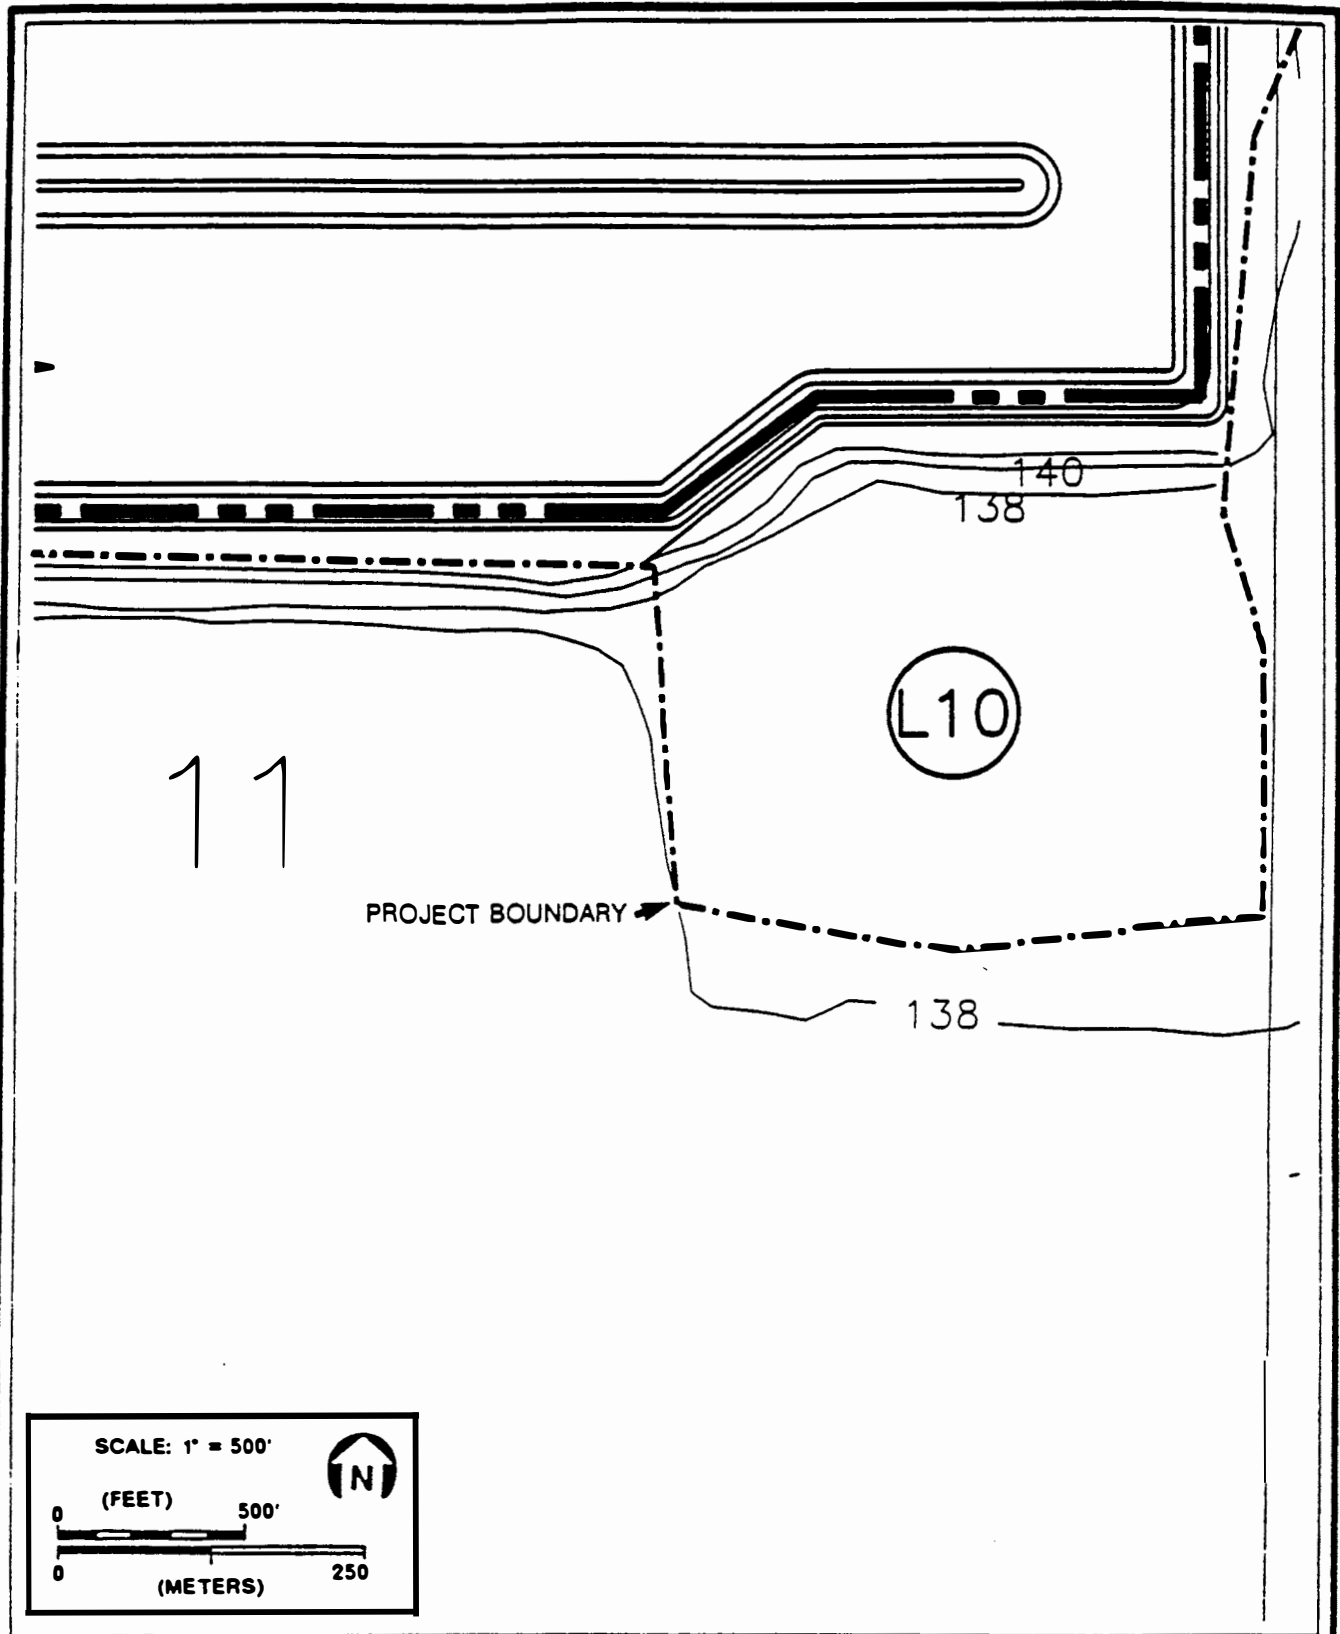 140
138
L10
11
PROJECT BOUNDARY
138
SCALE: 1" = 500'
N
(FEET)
0 500'
0 250
(METERS)